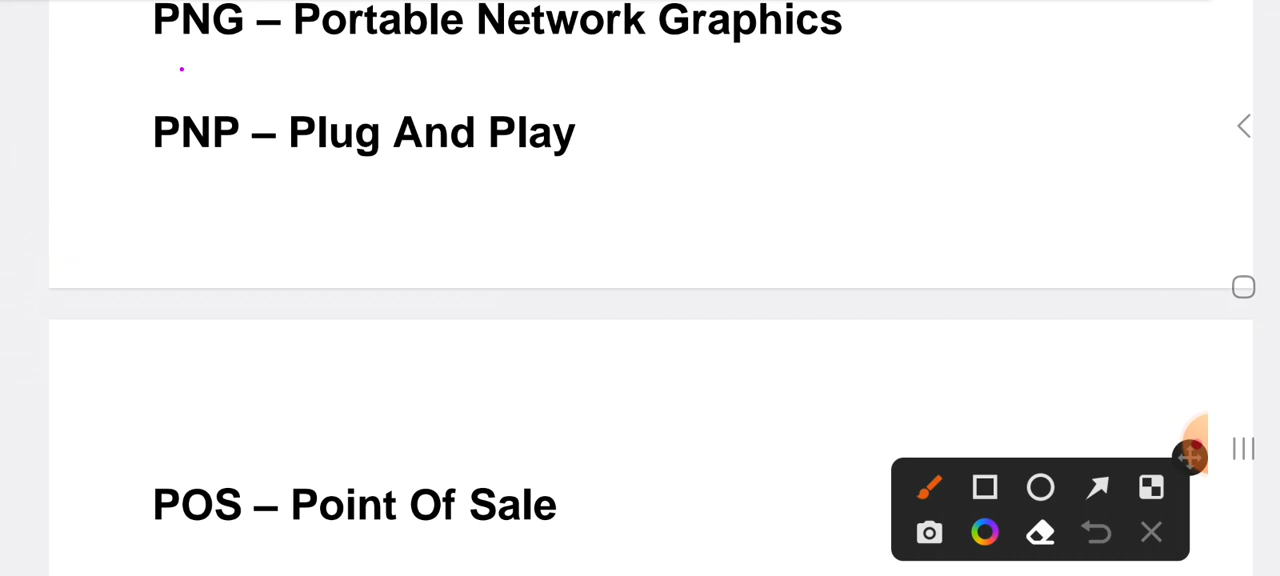 PNG – Portable Network Graphics
PNP – Plug And Play
POS – Point Of Sale